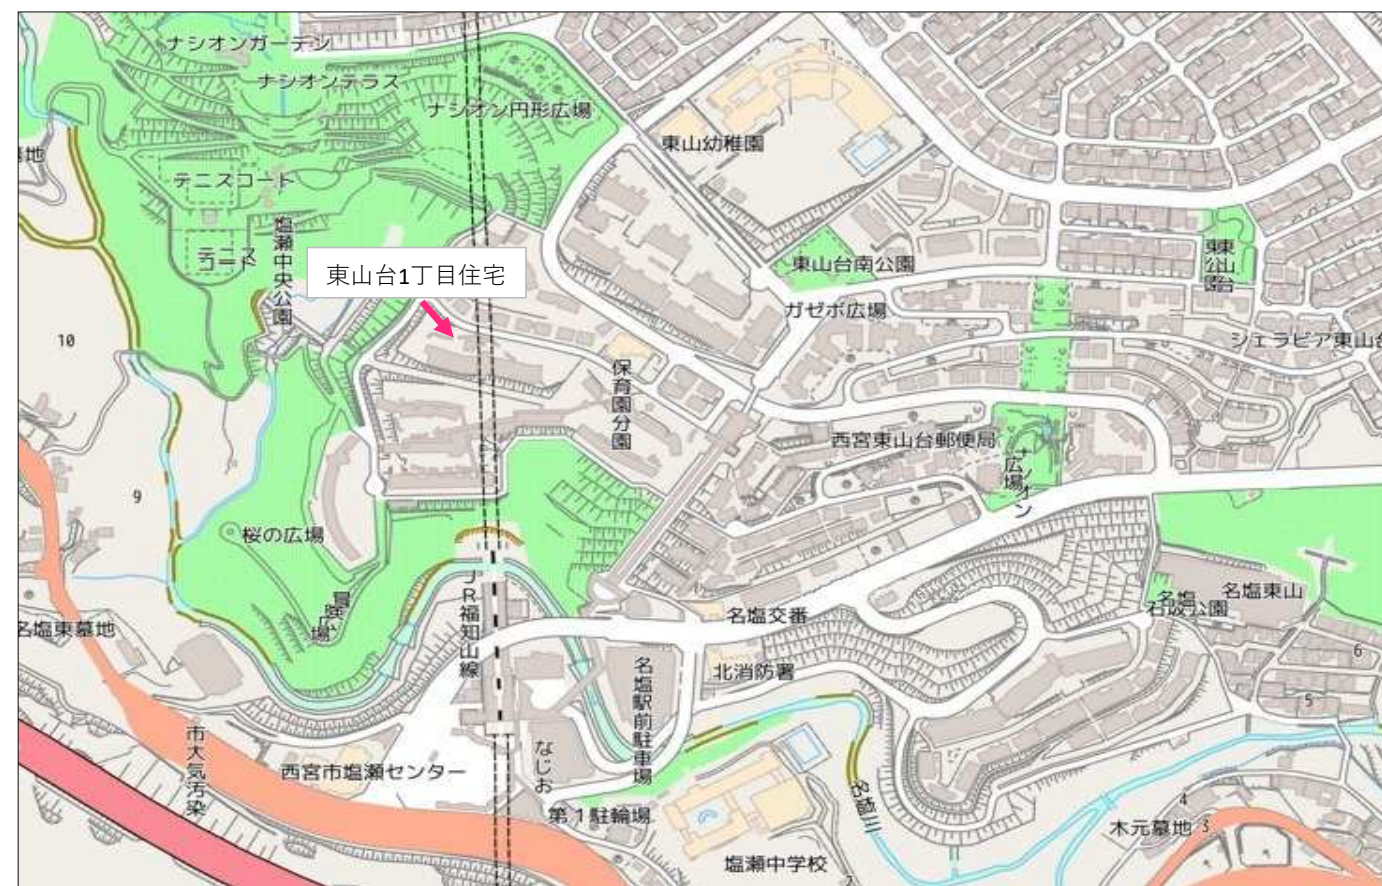 ナシオンガーデン
ナシオンテラス
ナシオン円形広場
東山幼稚園
墓地
テニスコート
塩瀬中央公園
テニス
コート
東山台1丁目住宅
東山台南公園
東山台
東公園
ガゼボ広場
シェラビア東山台
10
保育園分園
西宮東山台郵便局
ナシオン
広場
9
桜の広場
JR福知山線
名塩東墓地
名塩交番
名塩
石坂公園
名塩東山
北消防署
名塩駅前駐車場
6
5
市大気汚染
西宮市塩瀬センター
なじお
第1駐輪場
名塩川
塩瀬中学校
木元墓地
4
3
2